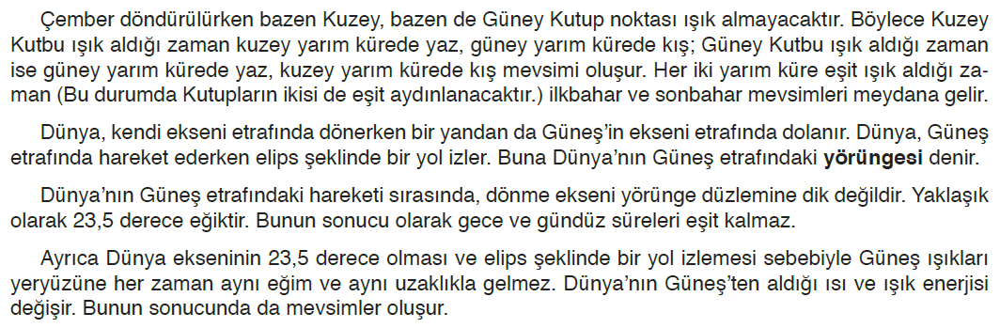 Çember döndürülürken bazen Kuzey, bazen de Güney Kutup noktası ışık almayacaktır. Böylece Kuzey
Kutbu ışık aldığı zaman kuzey yarım kürede yaz, güney yarım kürede kış; Güney Kutbu ışık aldığı zaman
ise güney yarım kürede yaz, kuzey yarım kürede kış mevsimi oluşur. Her iki yarım küre eşit ışık aldığı za-
man (Bu durumda Kutupların ikisi de eşit aydınlanacaktır.) ilkbahar ve sonbahar mevsimleri meydana gelir.
Dünya, kendi ekseni etrafında dönerken bir yandan da Güneş'in ekseni etrafında dolanır. Dünya, Güneş
etrafında hareket ederken elips şeklinde bir yol izler. Buna Dünya'nın Güneş etrafındaki yörüngesi denir.
Dünya'nın Güneş etrafındaki hareketi sırasında, dönme ekseni yörünge düzlemine dik değildir. Yaklaşık
olarak 23,5 derece eğiktir. Bunun sonucu olarak gece ve gündüz süreleri eşit kalmaz.
Ayrıca Dünya ekseninin 23,5 derece olması ve elips şeklinde bir yol izlemesi sebebiyle Güneş ışıkları
yeryüzüne her zaman aynı eğim ve aynı uzaklıkla gelmez. Dünya'nın Güneş'ten aldığı ısı ve ışık enerjisi
değişir. Bunun sonucunda da mevsimler oluşur.